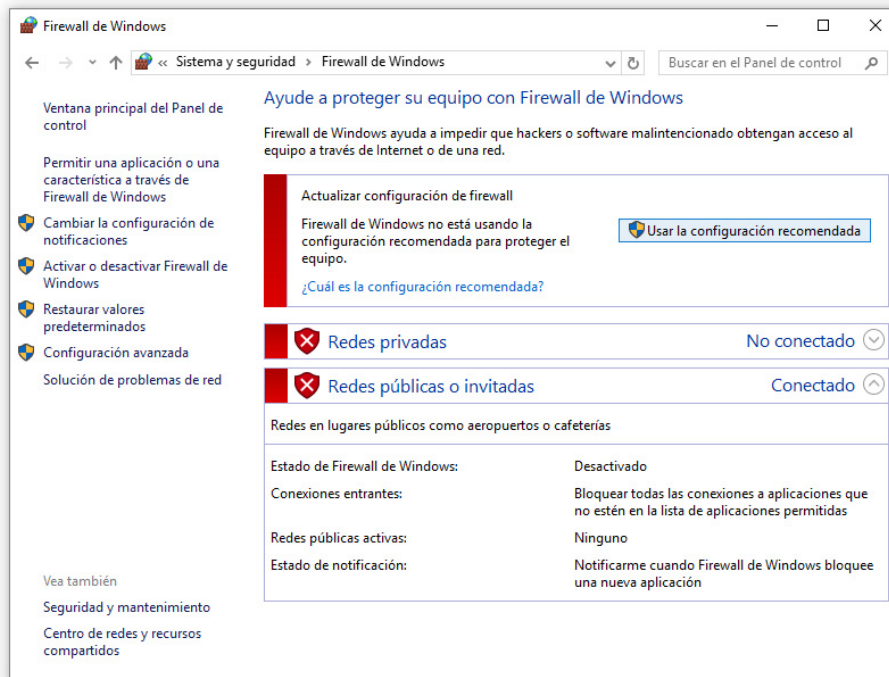 Firewall de Windows
« Sistema y seguridad › Firewall de Windows
Buscar en el Panel de control
Ventana principal del Panel de
control
Permitir una aplicación o una
característica a través de
Firewall de Windows
Cambiar la configuración de
notificaciones
Activar o desactivar Firewall de
Windows
Restaurar valores
predeterminados
Configuración avanzada
Solución de problemas de red
Vea también
Seguridad y mantenimiento
Centro de redes y recursos
compartidos
Ayude a proteger su equipo con Firewall de Windows
Firewall de Windows ayuda a impedir que hackers o software malintencionado obtengan acceso al
equipo a través de Internet o de una red.
Actualizar configuración de firewall
Firewall de Windows no está usando la
configuración recomendada para proteger el
equipo.
Usar la configuración recomendada
¿Cuál es la configuración recomendada?
Redes privadas No conectado
Redes públicas o invitadas Conectado
Redes en lugares públicos como aeropuertos o cafeterías
Estado de Firewall de Windows: Desactivado
Conexiones entrantes: Bloquear todas las conexiones a aplicaciones que
no estén en la lista de aplicaciones permitidas
Redes públicas activas: Ninguno
Estado de notificación: Notificarme cuando Firewall de Windows bloquee
una nueva aplicación